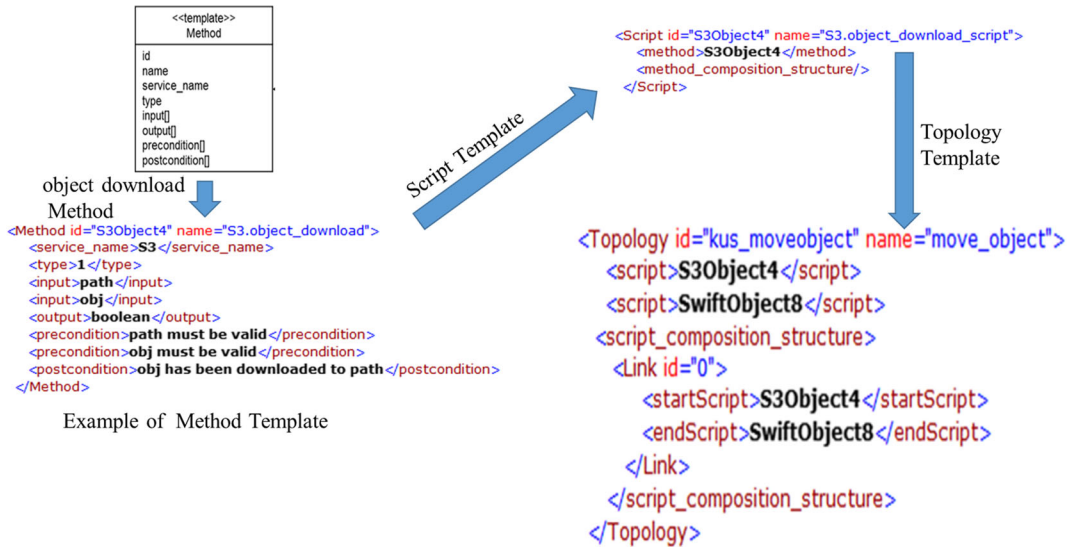 <<template>>
Method
id
name
service_name
type
input[]
output[]
precondition[]
postcondition[]
object download
Method
<Method id="S3Object4" name="S3.object_download">
<service_name>S3</service_name>
<type>1</type>
<input>path</input>
<input>obj</input>
<output>boolean</output>
<precondition>path must be valid</precondition>
<precondition>obj must be valid</precondition>
<postcondition>obj has been downloaded to path</postcondition>
</Method>
Example of Method Template
Script Template
<Script id="S3Object4" name="S3.object_download_script">
<method>S3Object4</method>
<method_composition_structure/>
</Script>
Topology
Template
<Topology id="kus_moveobject" name="move_object">
<script>S3Object4</script>
<script>SwiftObject8</script>
<script_composition_structure>
<Link id="0">
<startScript>S3Object4</startScript>
<endScript>SwiftObject8</endScript>
</Link>
</script_composition_structure>
</Topology>